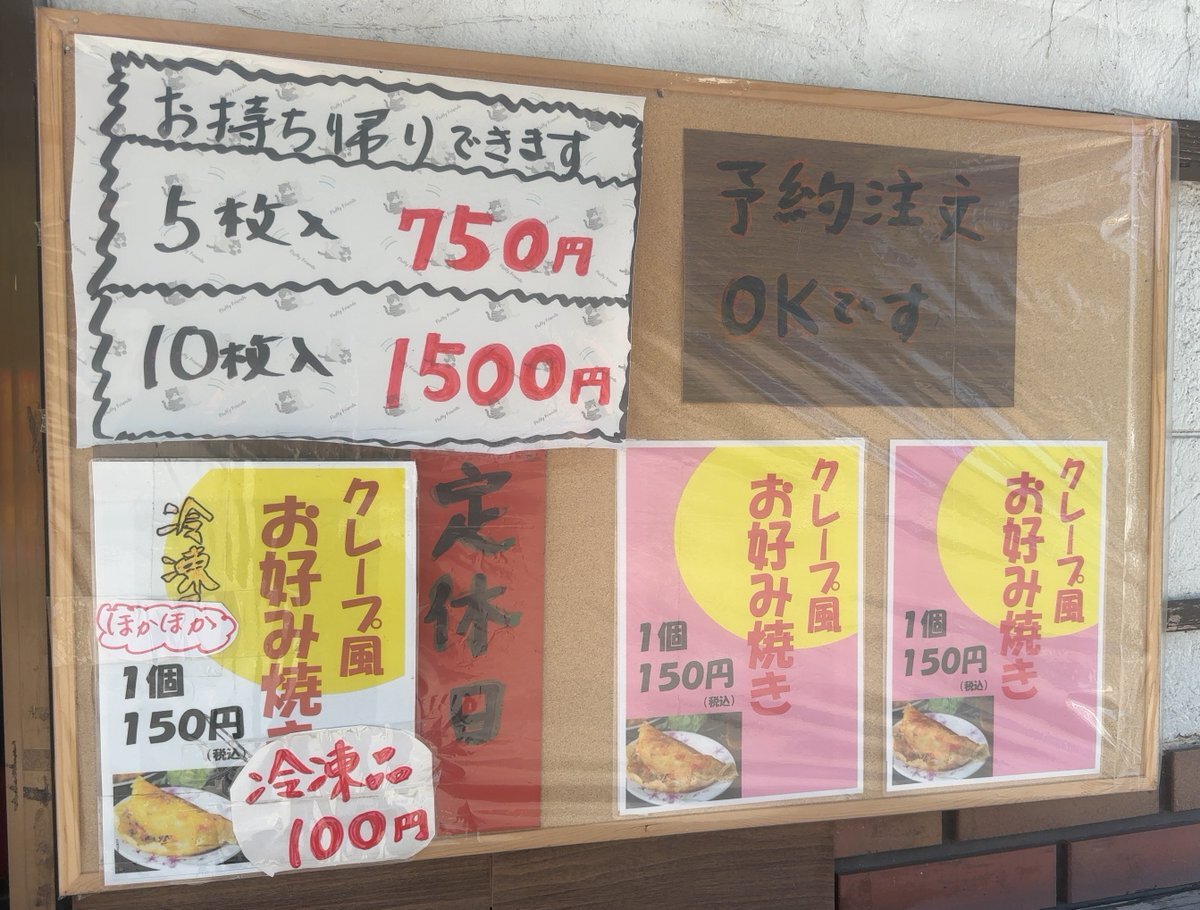 お持ち帰りできます
5枚入 750円
10枚入 1500円
予約注文
OKです
クレープ風
お好み焼き
冷凍
ほかほか
1個
150円
(税込)
冷凍品
100円
定休日
クレープ風
お好み焼き
1個
150円
(税込)
クレープ風
お好み焼き
1個
150円
(税込)